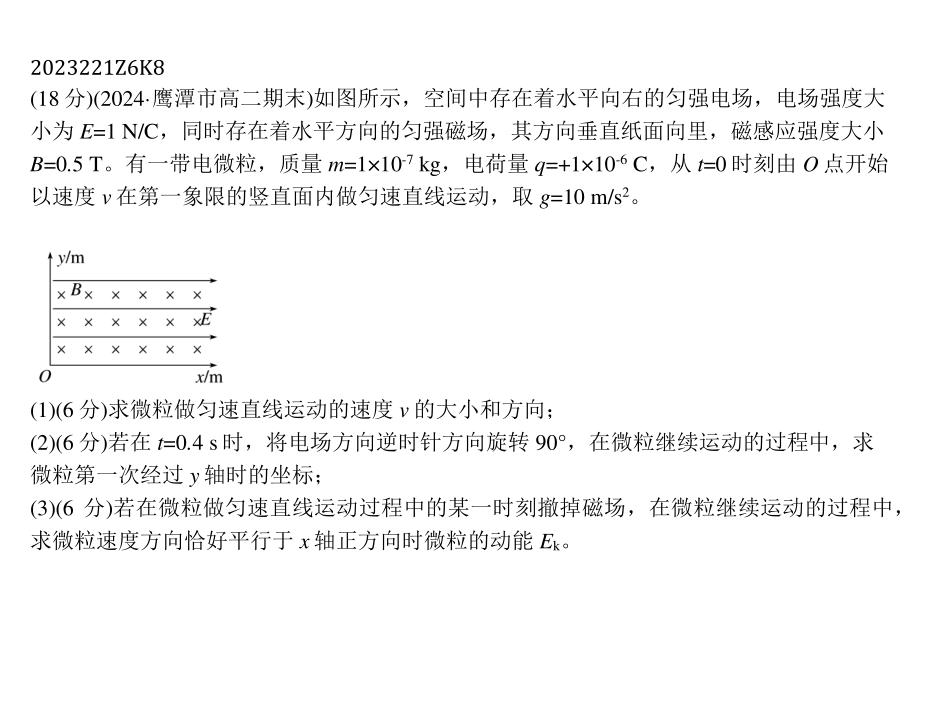 2023221Z6K8
(18 分)(2024·鹰潭市高二期末)如图所示，空间中存在着水平向右的匀强电场，电场强度大
小为 E=1 N/C，同时存在着水平方向的匀强磁场，其方向垂直纸面向里，磁感应强度大小
B=0.5 T。有一带电微粒，质量 m=1×10⁻⁷ kg，电荷量 q=+1×10⁻⁶ C，从 t=0 时刻由 O 点开始
以速度 v 在第一象限的竖直面内做匀速直线运动，取 g=10 m/s²。
y/m
× B × × × × ×
× × × × × ×E
× × × × × ×
O x/m
(1)(6 分)求微粒做匀速直线运动的速度 v 的大小和方向；
(2)(6 分)若在 t=0.4 s 时，将电场方向逆时针方向旋转 90°，在微粒继续运动的过程中，求
微粒第一次经过 y 轴时的坐标；
(3)(6 分)若在微粒做匀速直线运动过程中的某一时刻撤掉磁场，在微粒继续运动的过程中，
求微粒速度方向恰好平行于 x 轴正方向时微粒的动能 Eₖ。